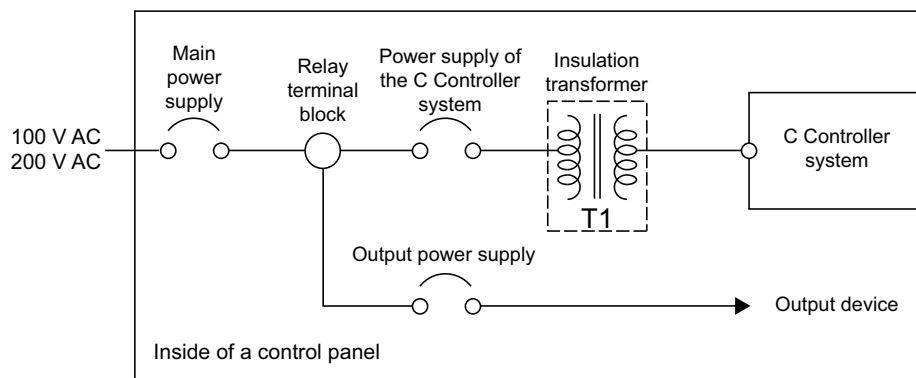 100 V AC
200 V AC
Main
power
supply
Relay
terminal
block
Power supply of
the C Controller
system
Insulation
transformer
T1
C Controller
system
Output power supply
Output device
Inside of a control panel